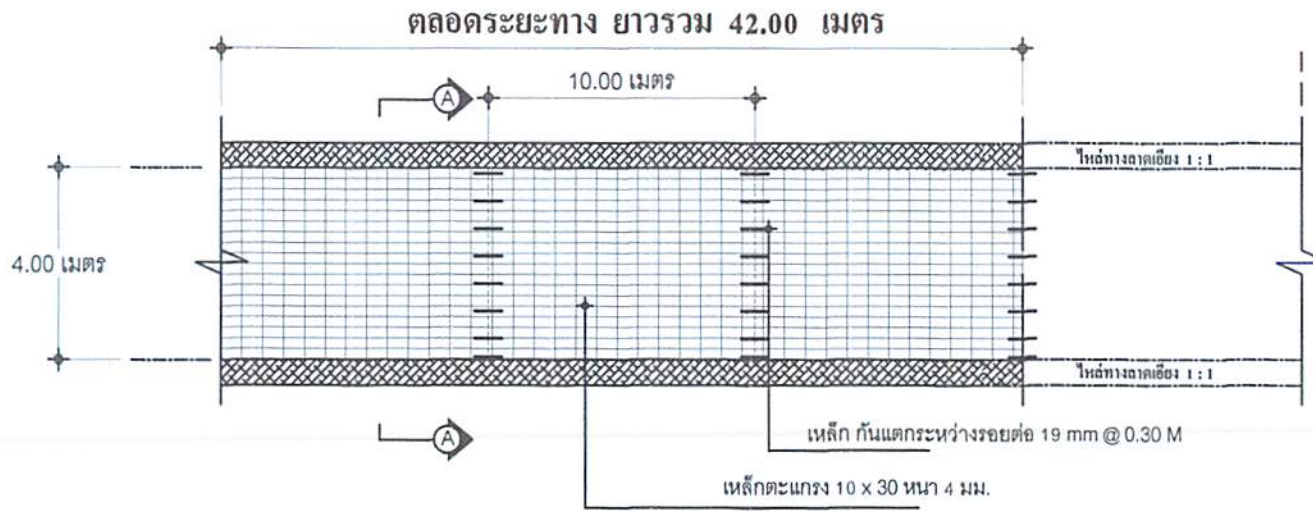 ตลอดระยะทาง ยาวรวม 42.00 เมตร
A
10.00 เมตร
ไหล่ทางลาดเอียง 1 : 1
4.00 เมตร
ไหล่ทางลาดเอียง 1 : 1
A
เหล็ก กันแตกระหว่างรอยต่อ 19 mm @ 0.30 M
เหล็กตะแกรง 10 x 30 หนา 4 มม.